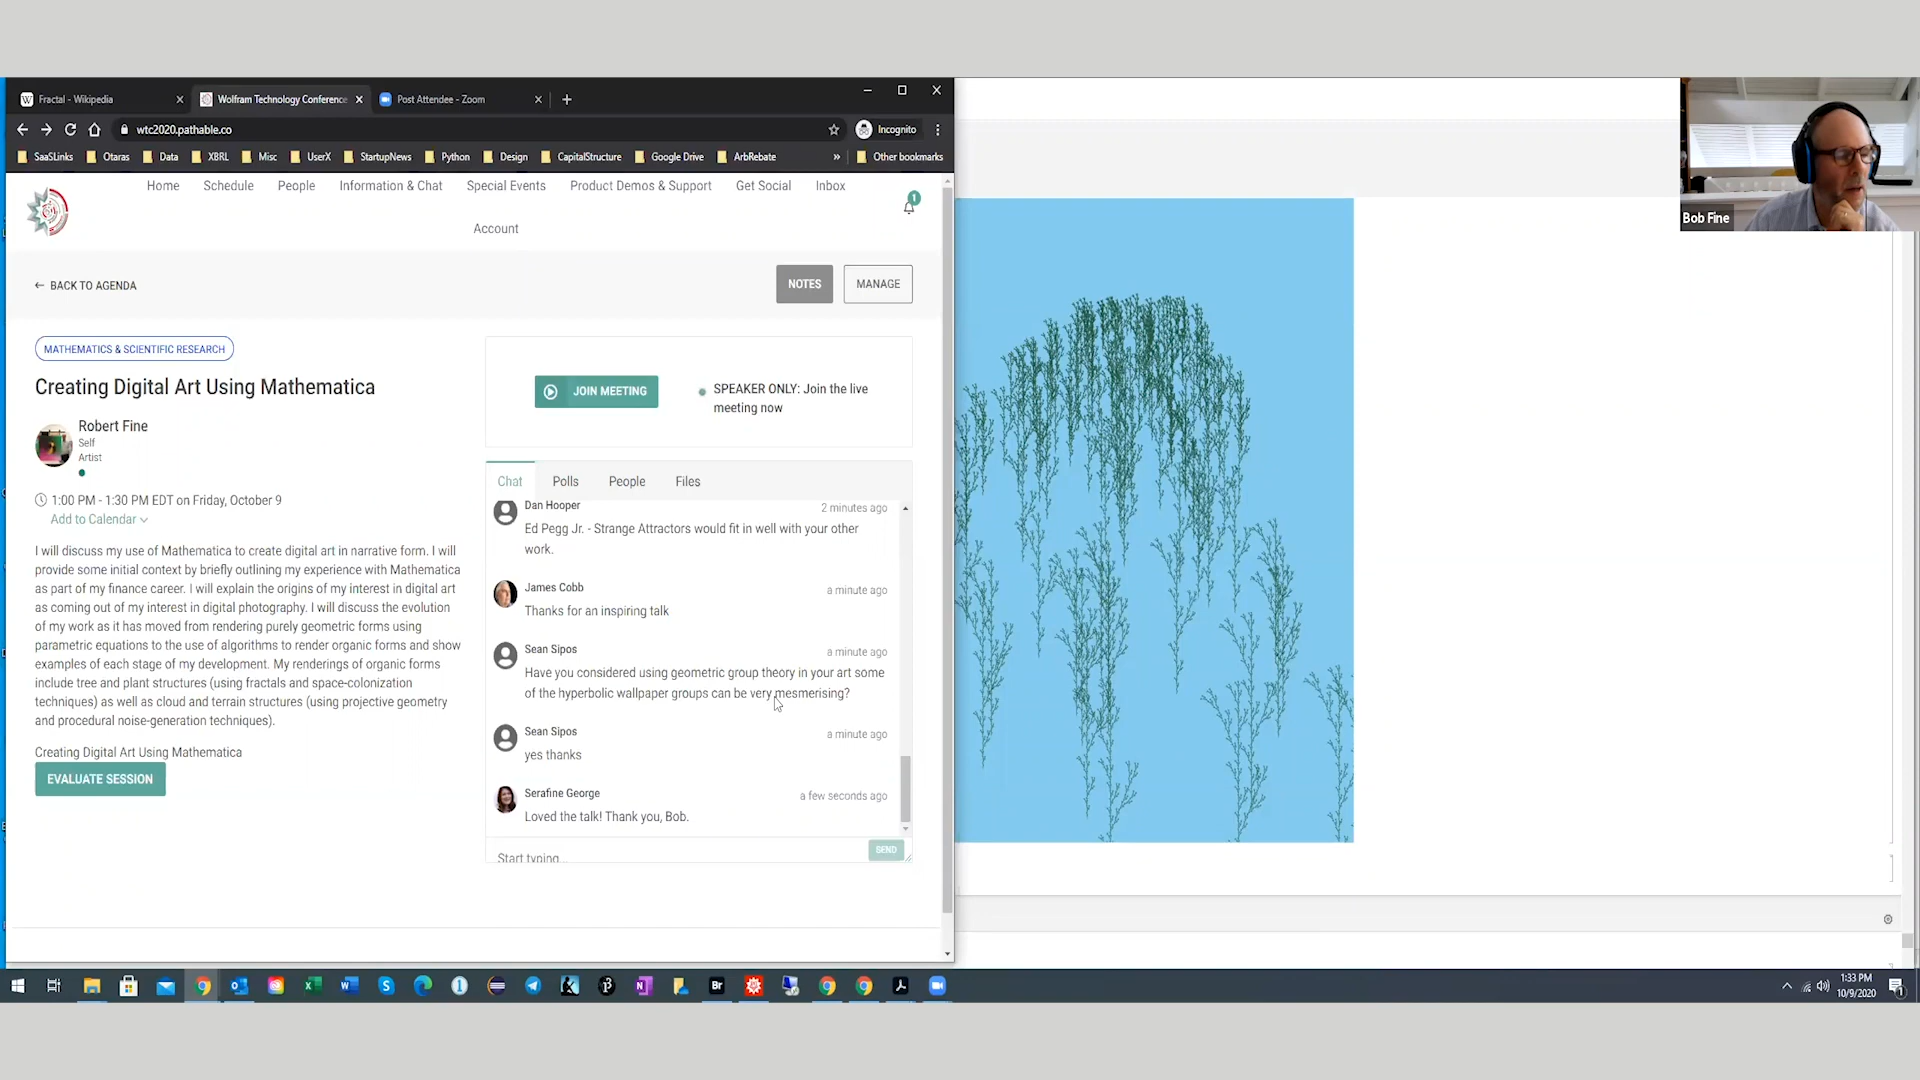 Fractal - Wikipedia
Wolfram Technology Conference
Post Attendee - Zoom
wtc2020.pathable.co
Incognito
SaaSLinks
Otaras
Data
XBRL
Misc
UserX
StartupNews
Python
Design
CapitalStructure
Google Drive
ArbRebate
»
Other bookmarks
Home
Schedule
People
Information & Chat
Special Events
Product Demos & Support
Get Social
Inbox
1
Account
BACK TO AGENDA
NOTES
MANAGE
MATHEMATICS & SCIENTIFIC RESEARCH
Creating Digital Art Using Mathematica
Robert Fine
Self
Artist
1:00 PM - 1:30 PM EDT on Friday, October 9
Add to Calendar
I will discuss my use of Mathematica to create digital art in narrative form. I will
provide some initial context by briefly outlining my experience with Mathematica
as part of my finance career. I will explain the origins of my interest in digital art
as coming out of my interest in digital photography. I will discuss the evolution
of my work as it has moved from rendering purely geometric forms using
parametric equations to the use of algorithms to render organic forms and show
examples of each stage of my development. My renderings of organic forms
include tree and plant structures (using fractals and space-colonization
techniques) as well as cloud and terrain structures (using projective geometry
and procedural noise-generation techniques).
Creating Digital Art Using Mathematica
EVALUATE SESSION
JOIN MEETING
SPEAKER ONLY: Join the live
meeting now
Chat
Polls
People
Files
Dan Hooper
2 minutes ago
Ed Pegg Jr. - Strange Attractors would fit in well with your other
work.
James Cobb
a minute ago
Thanks for an inspiring talk
Sean Sipos
a minute ago
Have you considered using geometric group theory in your art some
of the hyperbolic wallpaper groups can be very mesmerising?
Sean Sipos
a minute ago
yes thanks
Serafine George
a few seconds ago
Loved the talk! Thank you, Bob.
Start typing...
SEND
Bob Fine
Br
1:33 PM
10/9/2020